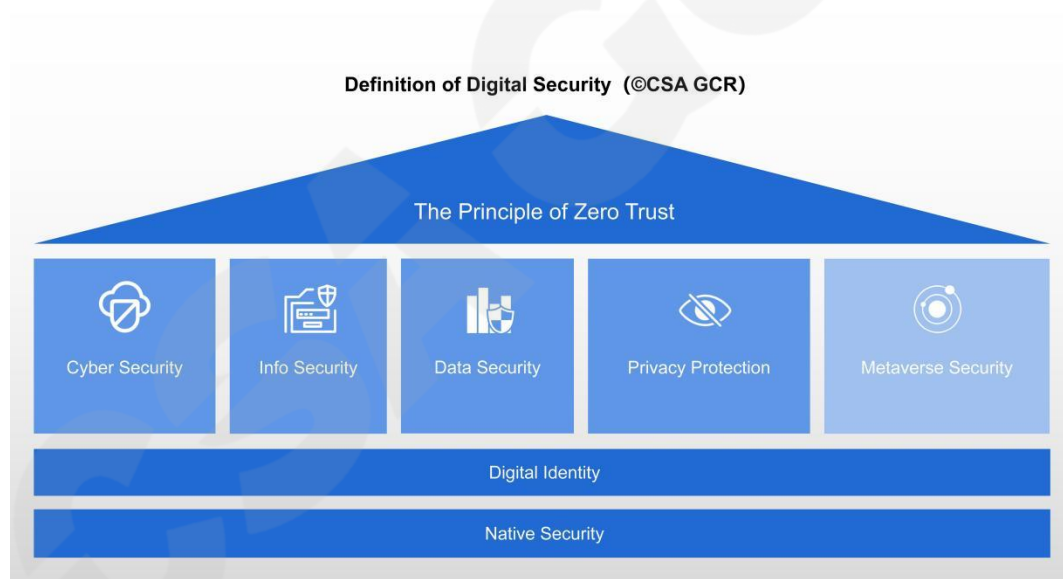 Definition of Digital Security (©CSA GCR)
The Principle of Zero Trust
Cyber Security
Info Security
Data Security
Privacy Protection
Metaverse Security
Digital Identity
Native Security